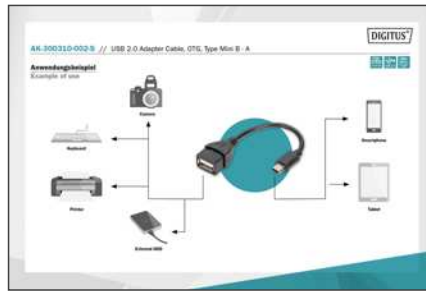 DIGITUS®
AK-300310-002-S // USB 2.0 Adapter Cable, OTG, Type Mini B - A
Anwendungsbeispiel
Example of use
Camera
Keyboard
Smartphone
Printer
Tablet
External HDD